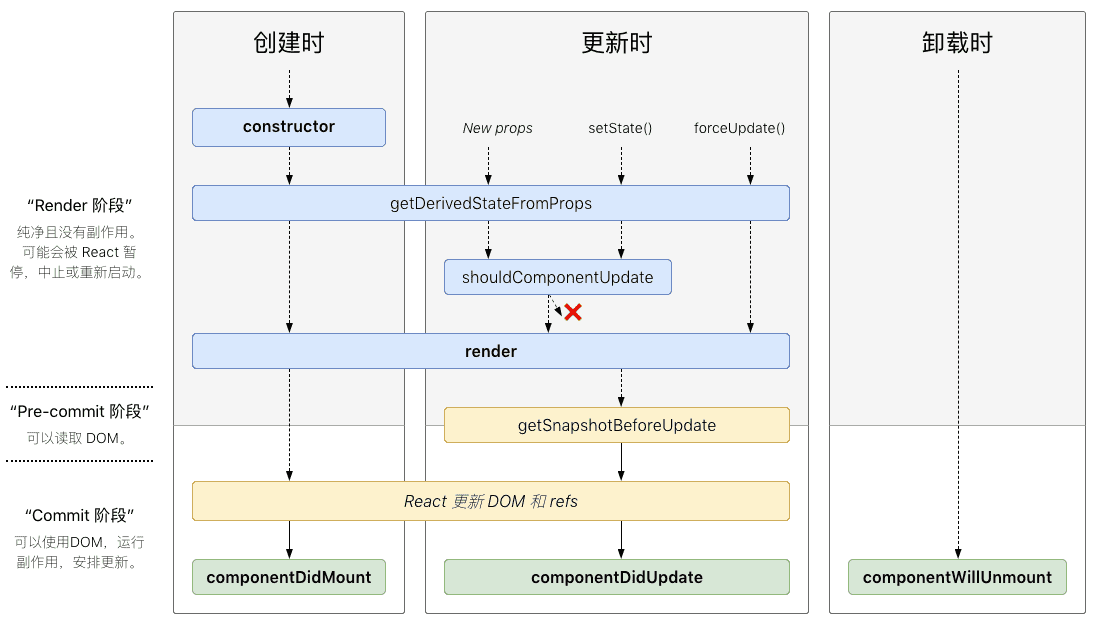 创建时
更新时
卸载时
constructor
New props
setState()
forceUpdate()
“Render 阶段”
纯净且没有副作用。
可能会被 React 暂
停，中止或重新启动。
getDerivedStateFromProps
shouldComponentUpdate
render
“Pre-commit 阶段”
可以读取 DOM。
getSnapshotBeforeUpdate
“Commit 阶段”
可以使用DOM，运行
副作用，安排更新。
React 更新 DOM 和 refs
componentDidMount
componentDidUpdate
componentWillUnmount